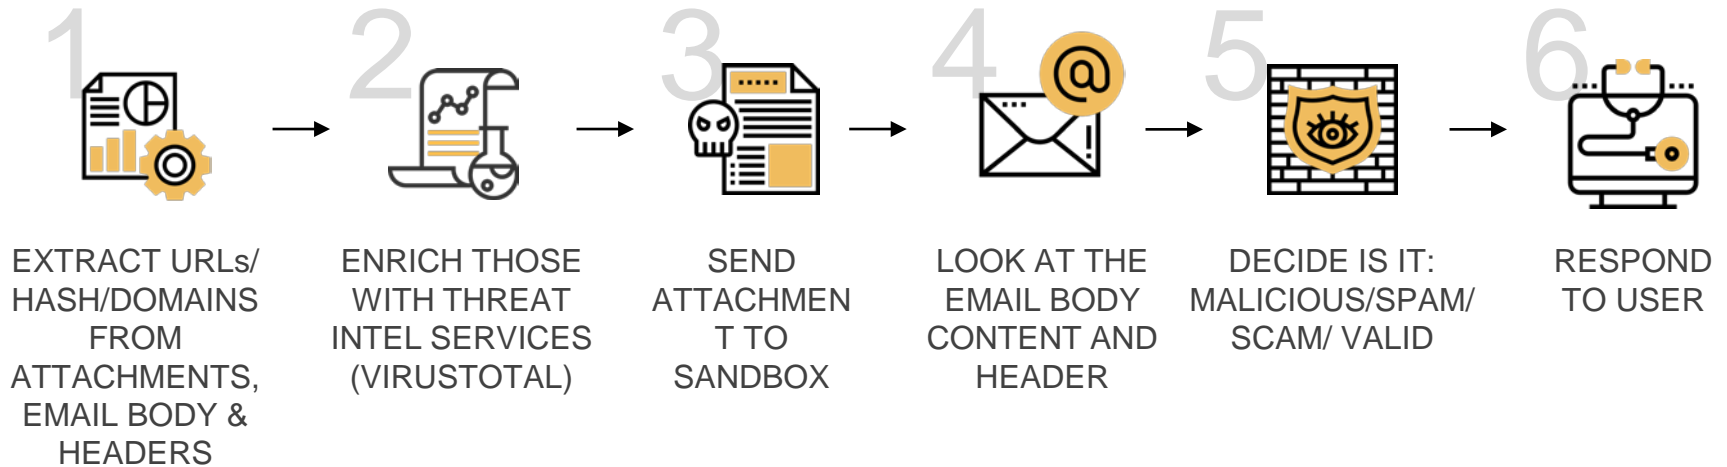 1
EXTRACT URLs/
HASH/DOMAINS
FROM
ATTACHMENTS,
EMAIL BODY &
HEADERS
2
ENRICH THOSE
WITH THREAT
INTEL SERVICES
(VIRUSTOTAL)
3
SEND
ATTACHMEN
T TO
SANDBOX
4
@
LOOK AT THE
EMAIL BODY
CONTENT AND
HEADER
5
DECIDE IS IT:
MALICIOUS/SPAM/
SCAM/ VALID
6
RESPOND
TO USER